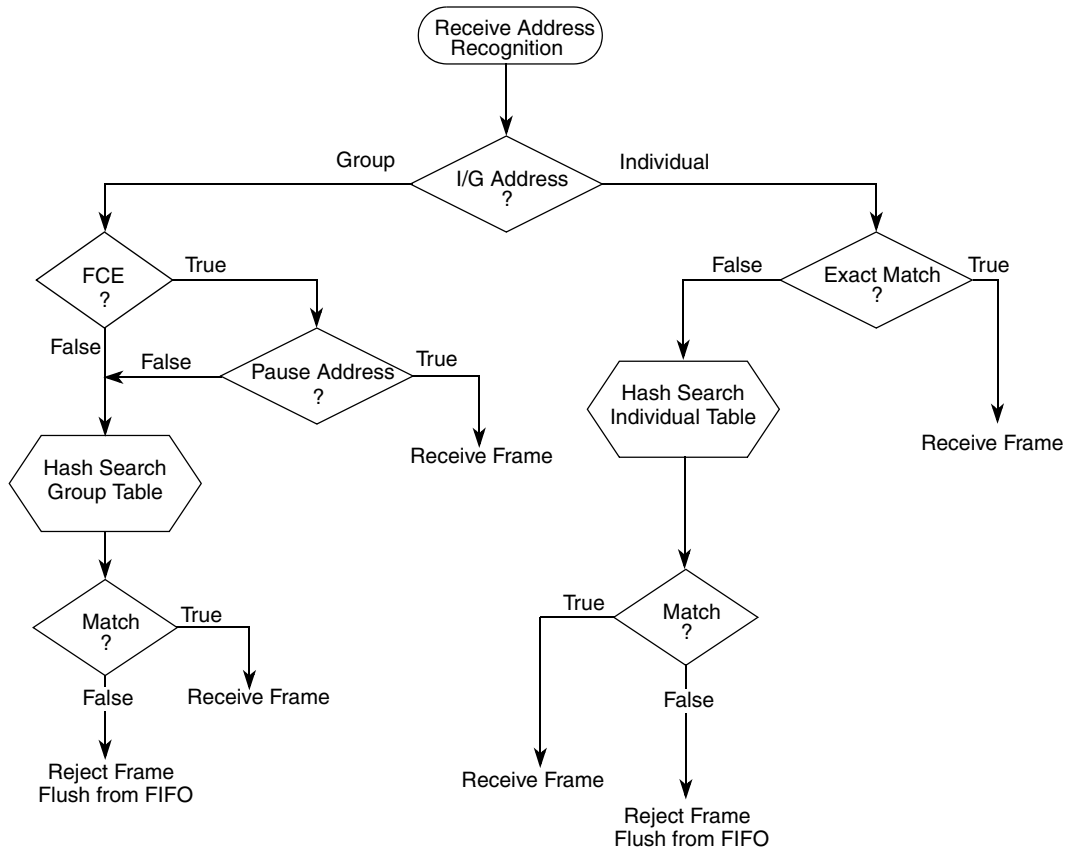 Receive Address
Recognition
Group
Individual
I/G Address
?
FCE
?
True
False
Exact Match
?
True
False
False
Pause Address
?
True
Hash Search
Individual Table
Receive Frame
Receive Frame
Hash Search
Group Table
Match
?
True
True
Match
?
False
Receive Frame
False
Reject Frame
Flush from FIFO
Receive Frame
Reject Frame
Flush from FIFO